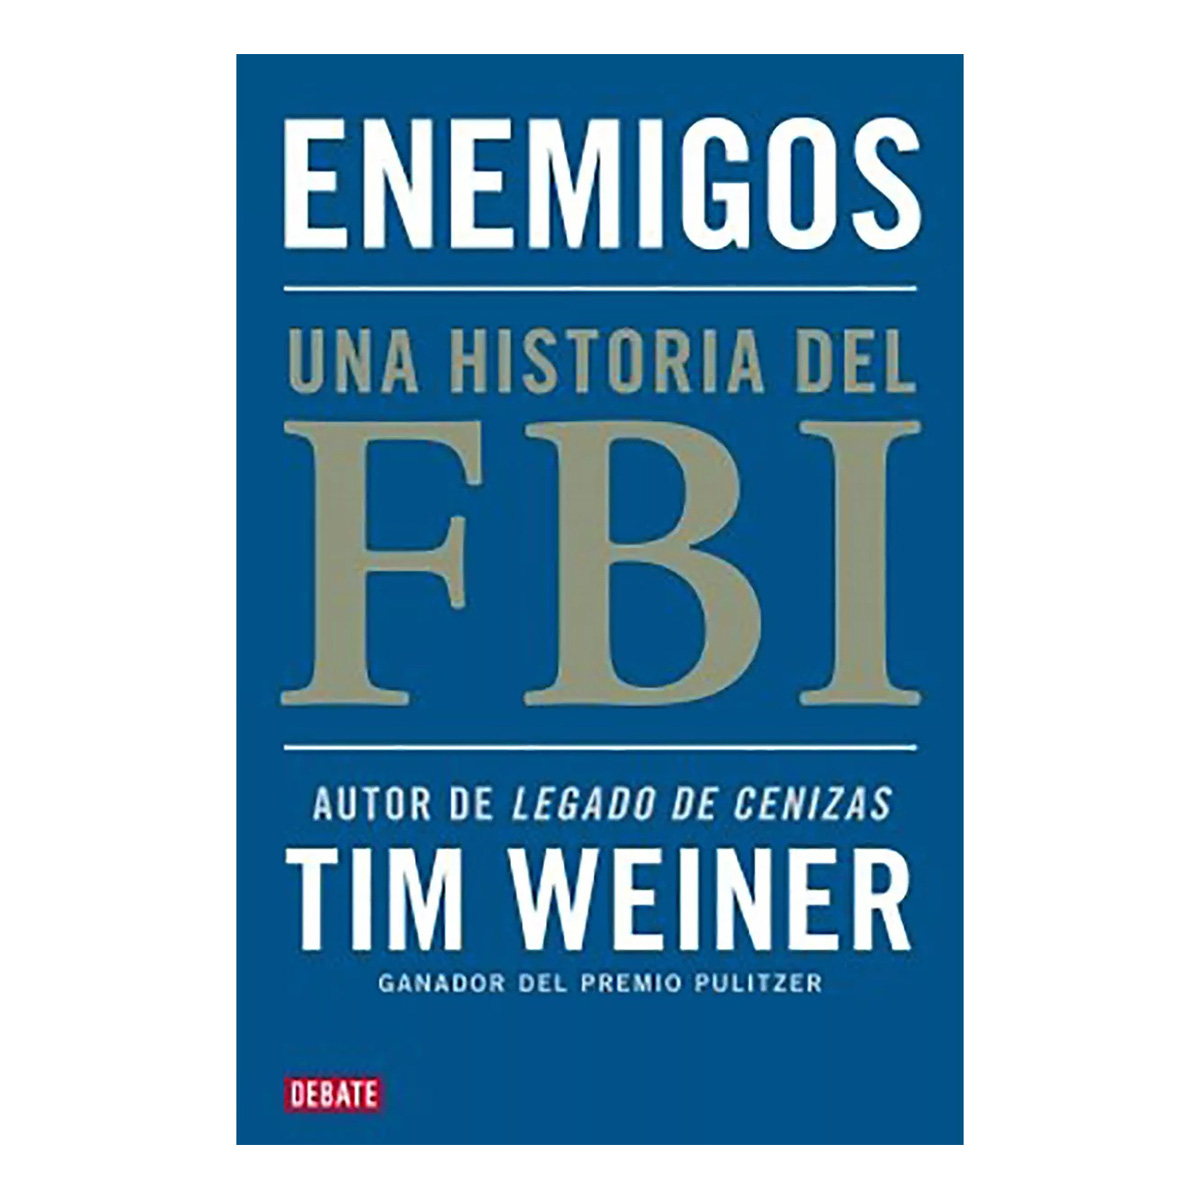 ENEMIGOS
UNA HISTORIA DEL
FBI
AUTOR DE LEGADO DE CENIZAS
TIM WEINER
GANADOR DEL PREMIO PULITZER
DEBATE